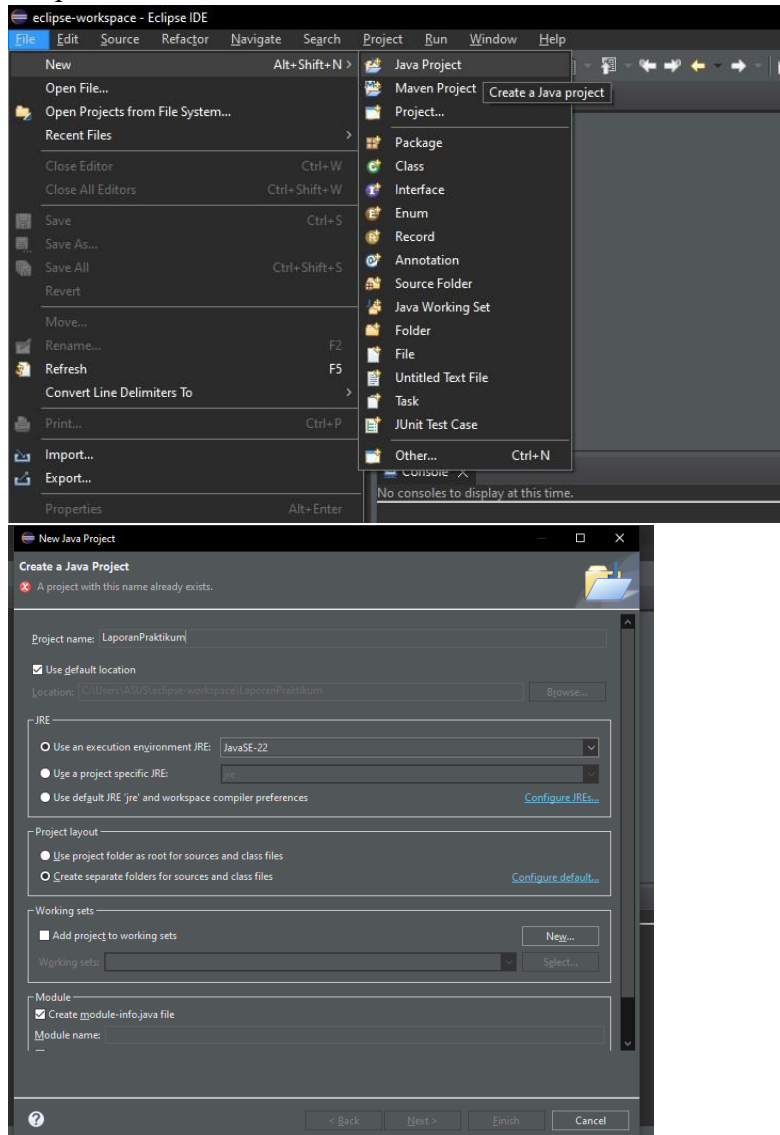 eclipse-workspace - Eclipse IDE
File Edit Source Refactor Navigate Search Project Run Window Help
New Alt+Shift+N >
Open File...
Open Projects from File System...
Recent Files >
Close Editor Ctrl+W
Close All Editors Ctrl+Shift+W
Save Ctrl+S
Save As...
Save All Ctrl+Shift+S
Revert
Move...
Rename... F2
Refresh F5
Convert Line Delimiters To >
Print... Ctrl+P
Import...
Export...
Properties Alt+Enter
Java Project
Maven Project
Create a Java project
Project...
Package
Class
Interface
Enum
Record
Annotation
Source Folder
Java Working Set
Folder
File
Untitled Text File
Task
JUnit Test Case
Other... Ctrl+N
Console
No consoles to display at this time.
New Java Project
Create a Java Project
A project with this name already exists.
Project name: LaporanPraktikum
Use default location
Location: C:\Users\ASUS\eclipse-workspace\LaporanPraktikum Browse...
JRE
Use an execution environment JRE: JavaSE-22
Use a project specific JRE: jre
Use default JRE 'jre' and workspace compiler preferences Configure JREs...
Project layout
Use project folder as root for sources and class files
Create separate folders for sources and class files Configure default...
Working sets
Add project to working sets New...
Working sets: Select...
Module
Create module-info.java file
Module name:
< Back Next > Finish Cancel